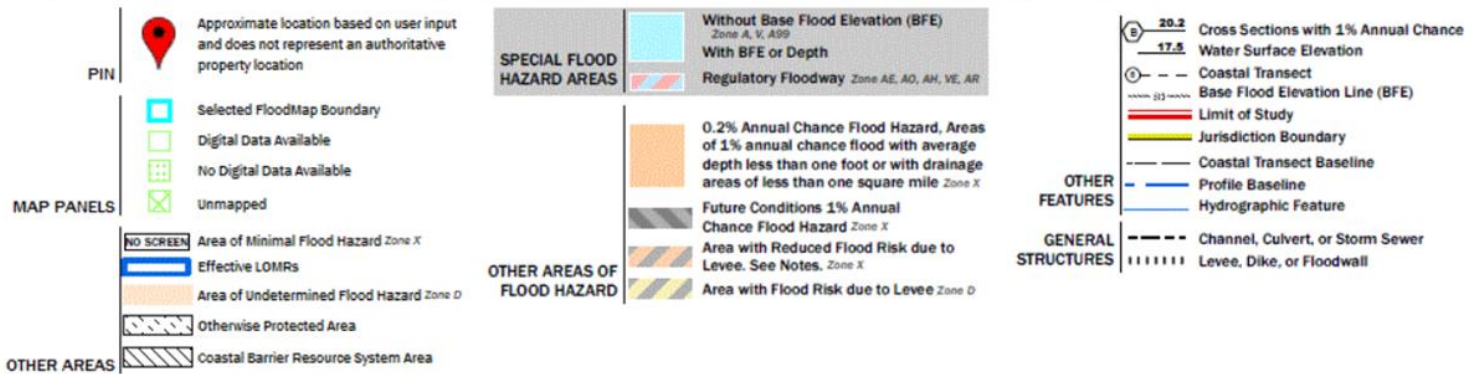 Approximate location based on user input
and does not represent an authoritative
property location
PIN
Selected FloodMap Boundary
Digital Data Available
No Digital Data Available
Unmapped
MAP PANELS
NO SCREEN Area of Minimal Flood Hazard Zone X
Effective LOMRs
Area of Undetermined Flood Hazard Zone D
Otherwise Protected Area
Coastal Barrier Resource System Area
OTHER AREAS
Without Base Flood Elevation (BFE)
Zone A, V, A99
With BFE or Depth
SPECIAL FLOOD
HAZARD AREAS
Regulatory Floodway Zone AE, AO, AH, VE, AR
0.2% Annual Chance Flood Hazard, Areas
of 1% annual chance flood with average
depth less than one foot or with drainage
areas of less than one square mile Zone X
Future Conditions 1% Annual
Chance Flood Hazard Zone X
Area with Reduced Flood Risk due to
Levee. See Notes. Zone X
OTHER AREAS OF
FLOOD HAZARD
Area with Flood Risk due to Levee Zone D
20.2 Cross Sections with 1% Annual Chance
17.5 Water Surface Elevation
Coastal Transect
Base Flood Elevation Line (BFE)
Limit of Study
Jurisdiction Boundary
Coastal Transect Baseline
OTHER
FEATURES
Profile Baseline
Hydrographic Feature
GENERAL
STRUCTURES
Channel, Culvert, or Storm Sewer
Levee, Dike, or Floodwall